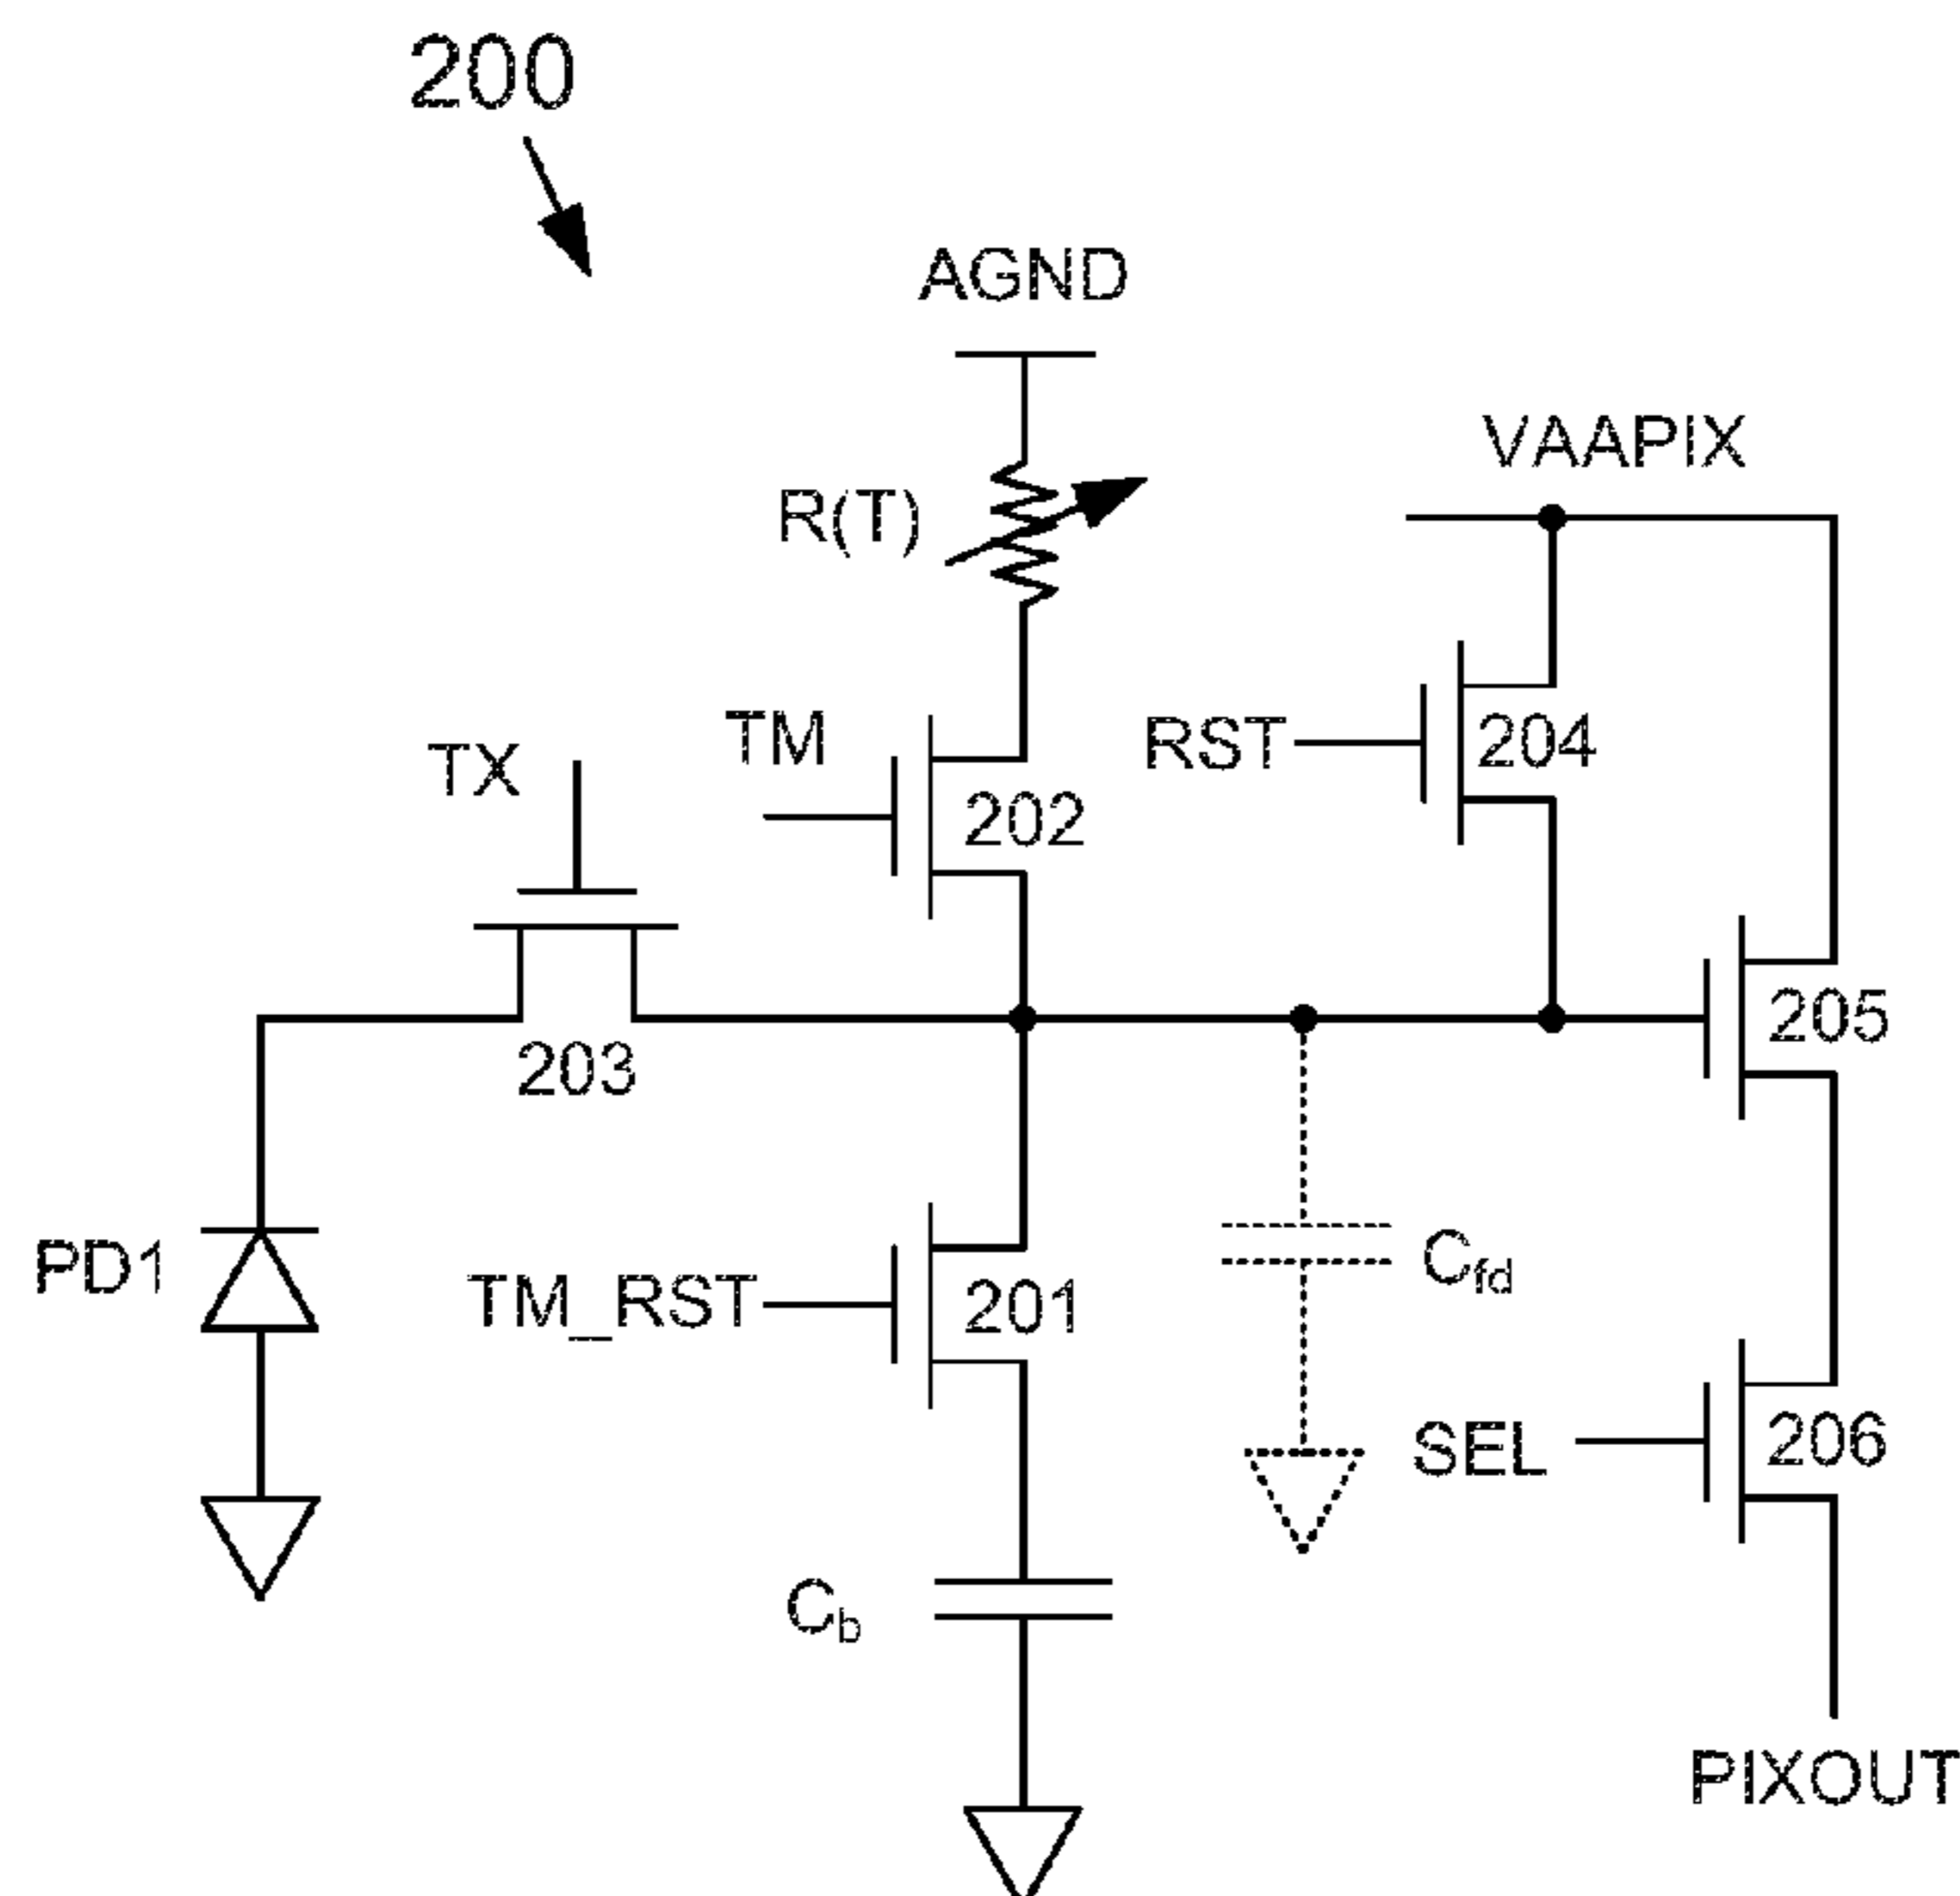 200
AGND
VAAPIX
R(T)
TM
TX
RST
204
202
203
205
PD1
TM_RST
201
Cfd
SEL
206
Cb
PIXOUT